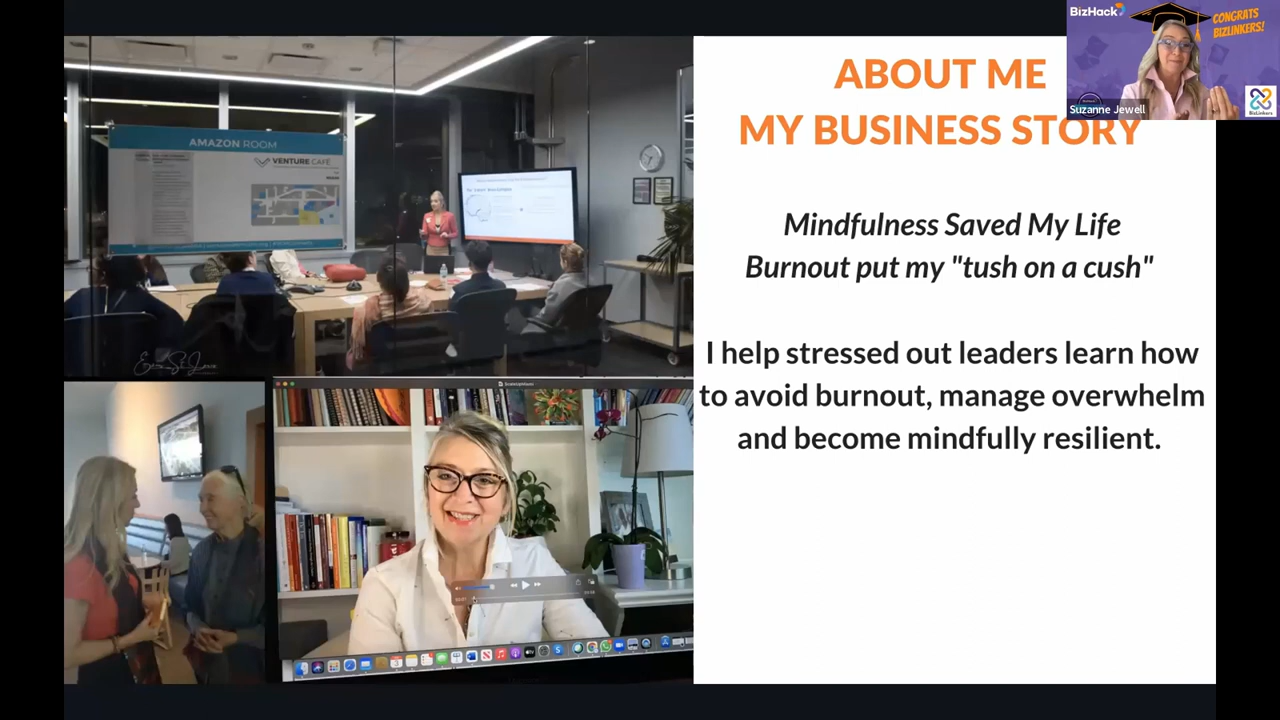 ABOUT ME
MY BUSINESS STORY
Mindfulness Saved My Life
Burnout put my "tush on a cush"
I help stressed out leaders learn how
to avoid burnout, manage overwhelm
and become mindfully resilient.
BizHack
CONGRATS
BIZLINKERS!
Suzanne Jewell
BizLinkers
AMAZON ROOM
VENTURE CAFÉ